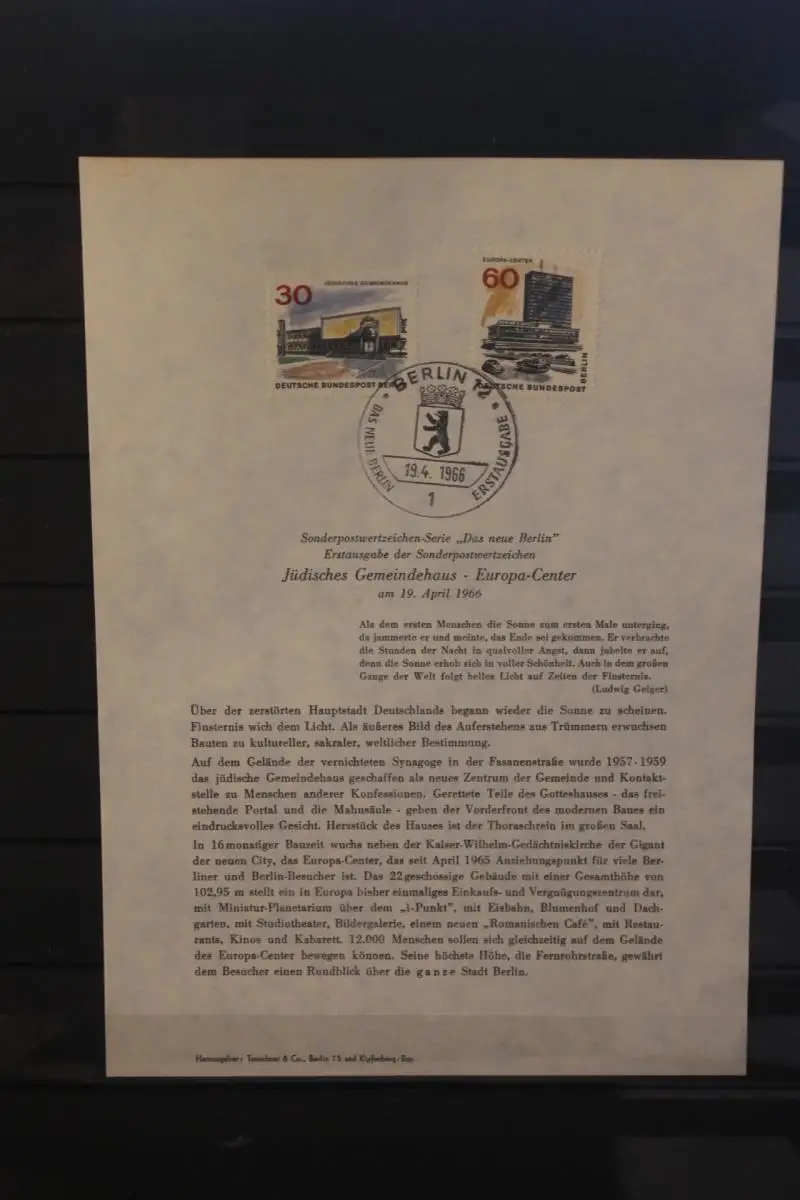 EUROPA-CENTER
60
JÜDISCHES GEMEINDEHAUS
30
BERLIN
DEUTSCHE BUNDESPOST BERLIN
DEUTSCHE BUNDESPOST
BERLIN 12
DAS NEUE BERLIN
ERSTAUSGABE
19.4. 1966
1
Sonderpostwertzeichen-Serie „Das neue Berlin”
Erstausgabe der Sonderpostwertzeichen
Jüdisches Gemeindehaus - Europa-Center
am 19. April 1966
Als dem ersten Menschen die Sonne zum ersten Male unterging,
da jammerte er und meinte, das Ende sei gekommen. Er verbrachte
die Stunden der Nacht in qualvoller Angst, dann jubelte er auf,
denn die Sonne erhob sich in voller Schönheit. Auch in dem großen
Gange der Welt folgt helles Licht auf Zeiten der Finsternis.
(Ludwig Geiger)
Über der zerstörten Hauptstadt Deutschlands begann wieder die Sonne zu scheinen.
Finsternis wich dem Licht. Als äußeres Bild des Auferstehens aus Trümmern erwuchsen
Bauten zu kultureller, sakraler, weltlicher Bestimmung.
Auf dem Gelände der vernichteten Synagoge in der Fasanenstraße wurde 1957-1959
das jüdische Gemeindehaus geschaffen als neues Zentrum der Gemeinde und Kontakt-
stelle zu Menschen anderer Konfessionen. Gerettete Teile des Gotteshauses - das frei-
stehende Portal und die Mahnsäule - geben der Vorderfront des modernen Baues ein
eindrucksvolles Gesicht. Herzstück des Hauses ist der Thoraschrein im großen Saal.
In 16monatiger Bauzeit wuchs neben der Kaiser-Wilhelm-Gedächtniskirche der Gigant
der neuen City, das Europa-Center, das seit April 1965 Anziehungspunkt für viele Ber-
liner und Berlin-Besucher ist. Das 22geschossige Gebäude mit einer Gesamthöhe von
102,95 m stellt ein in Europa bisher einmaliges Einkaufs- und Vergnügungszentrum dar,
mit Miniatur-Planetarium über dem „i-Punkt”, mit Eisbahn, Blumenhof und Dach-
garten, mit Studiotheater, Bildergalerie, einem neuen „Romanischen Café”, mit Restau-
rants, Kinos und Kabarett. 12.000 Menschen sollen sich gleichzeitig auf dem Gelände
des Europa-Center bewegen können. Seine höchste Höhe, die Fernrohrstraße, gewährt
dem Besucher einen Rundblick über die ganze Stadt Berlin.
Herausgeber: & Co., Berlin 15 und Kipfenberg/Bay.